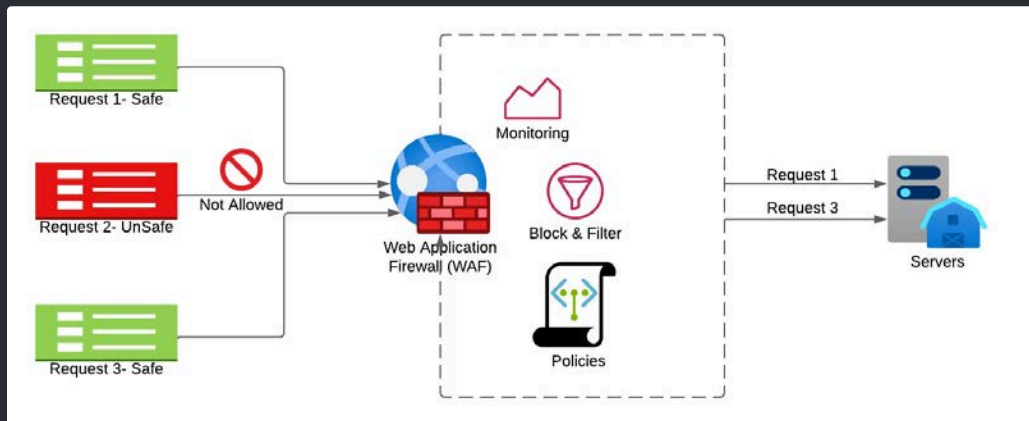 Request 1- Safe
Monitoring
Not Allowed
Request 2- UnSafe
Block & Filter
Web Application
Firewall (WAF)
Policies
Request 3- Safe
Request 1
Request 3
Servers